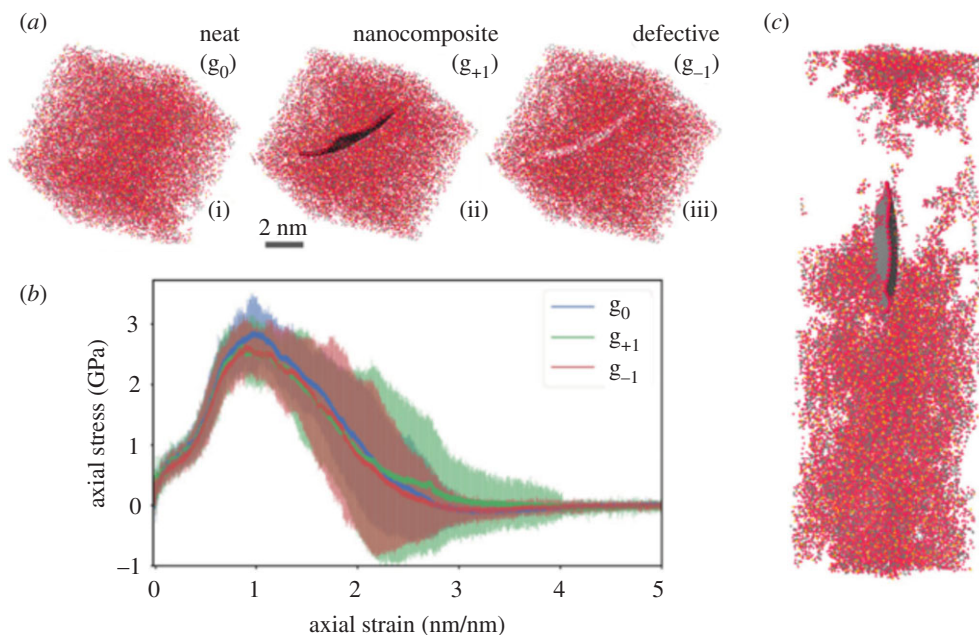 (a)
neat
(g0)
nanocomposite
(g+1)
defective
(g−1)
(i)
(ii)
(iii)
2 nm
(b)
axial stress (GPa)
3
2
1
0
−1
g0
g+1
g−1
0 1 2 3 4 5
axial strain (nm/nm)
(c)